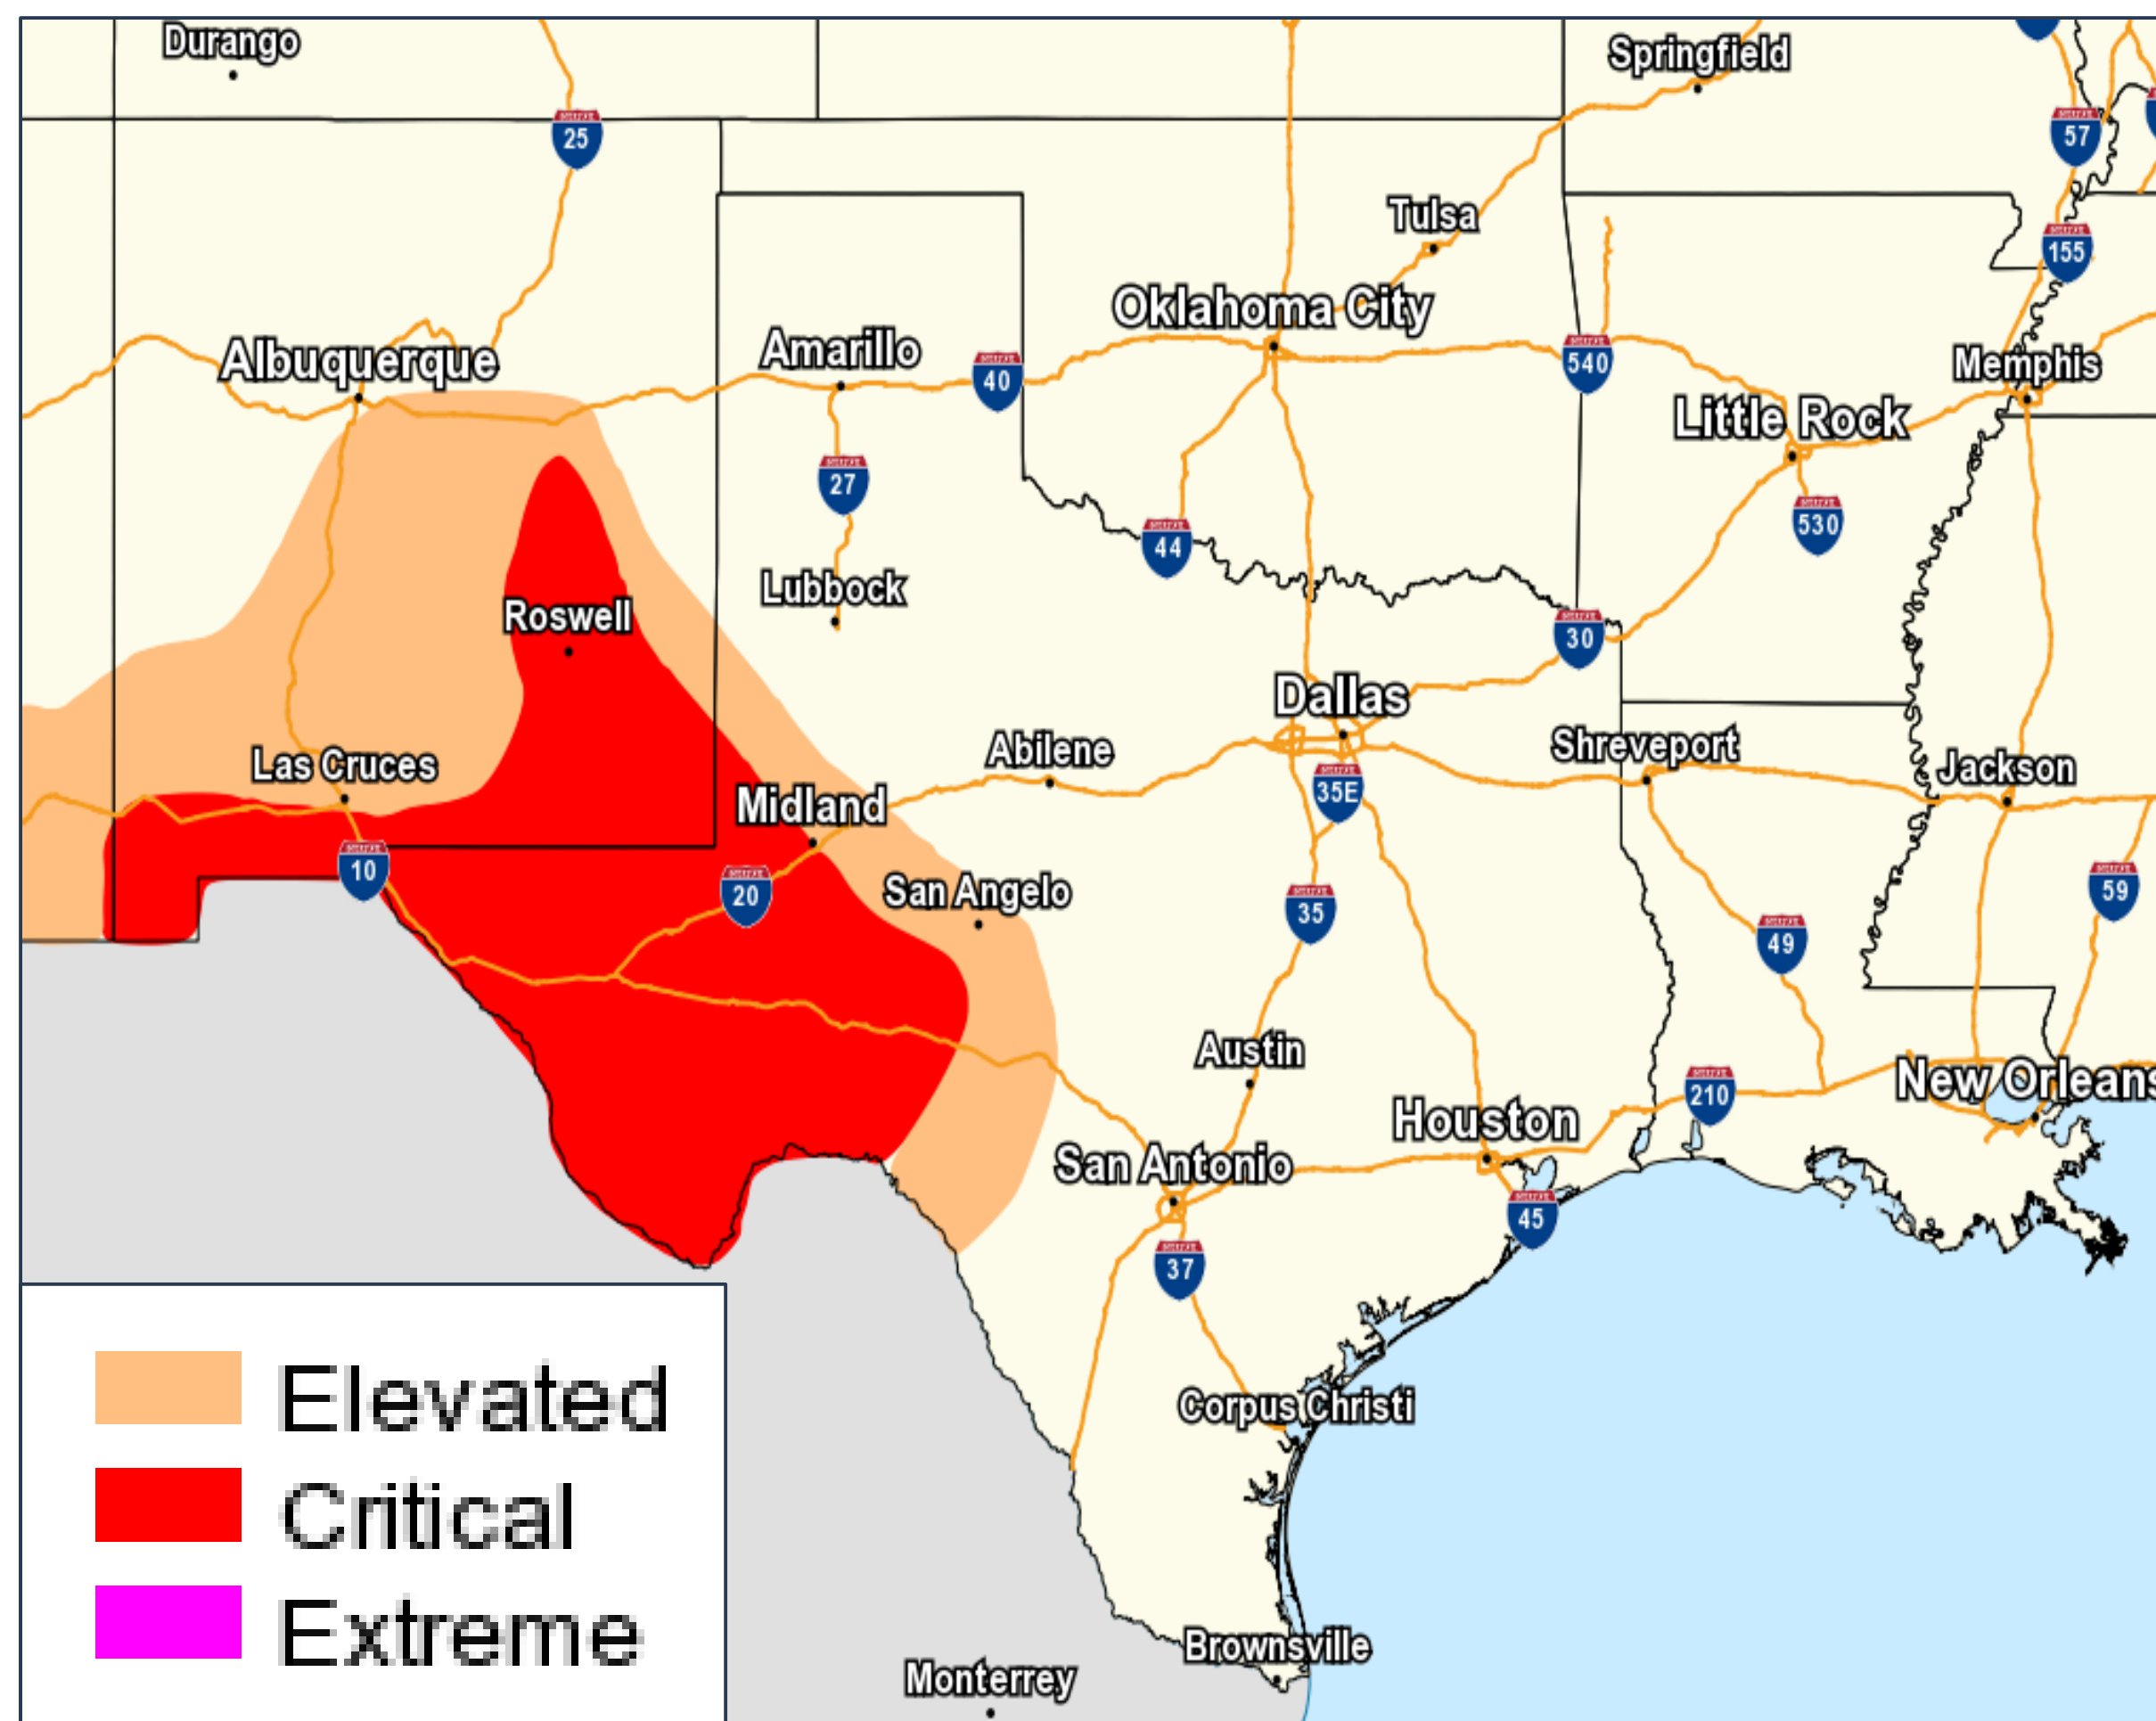 Durango
Springfield
25
57
Tulsa
155
Oklahoma City
Albuquerque
Amarillo
40
540
Memphis
Little Rock
27
530
44
Lubbock
Roswell
30
Dallas
Las Cruces
Abilene
Shreveport
Jackson
35E
Midland
10
20
San Angelo
35
59
49
Austin
New Orleans
210
Houston
San Antonio
45
37
Corpus Christi
Brownsville
Monterrey
Elevated
Critical
Extreme